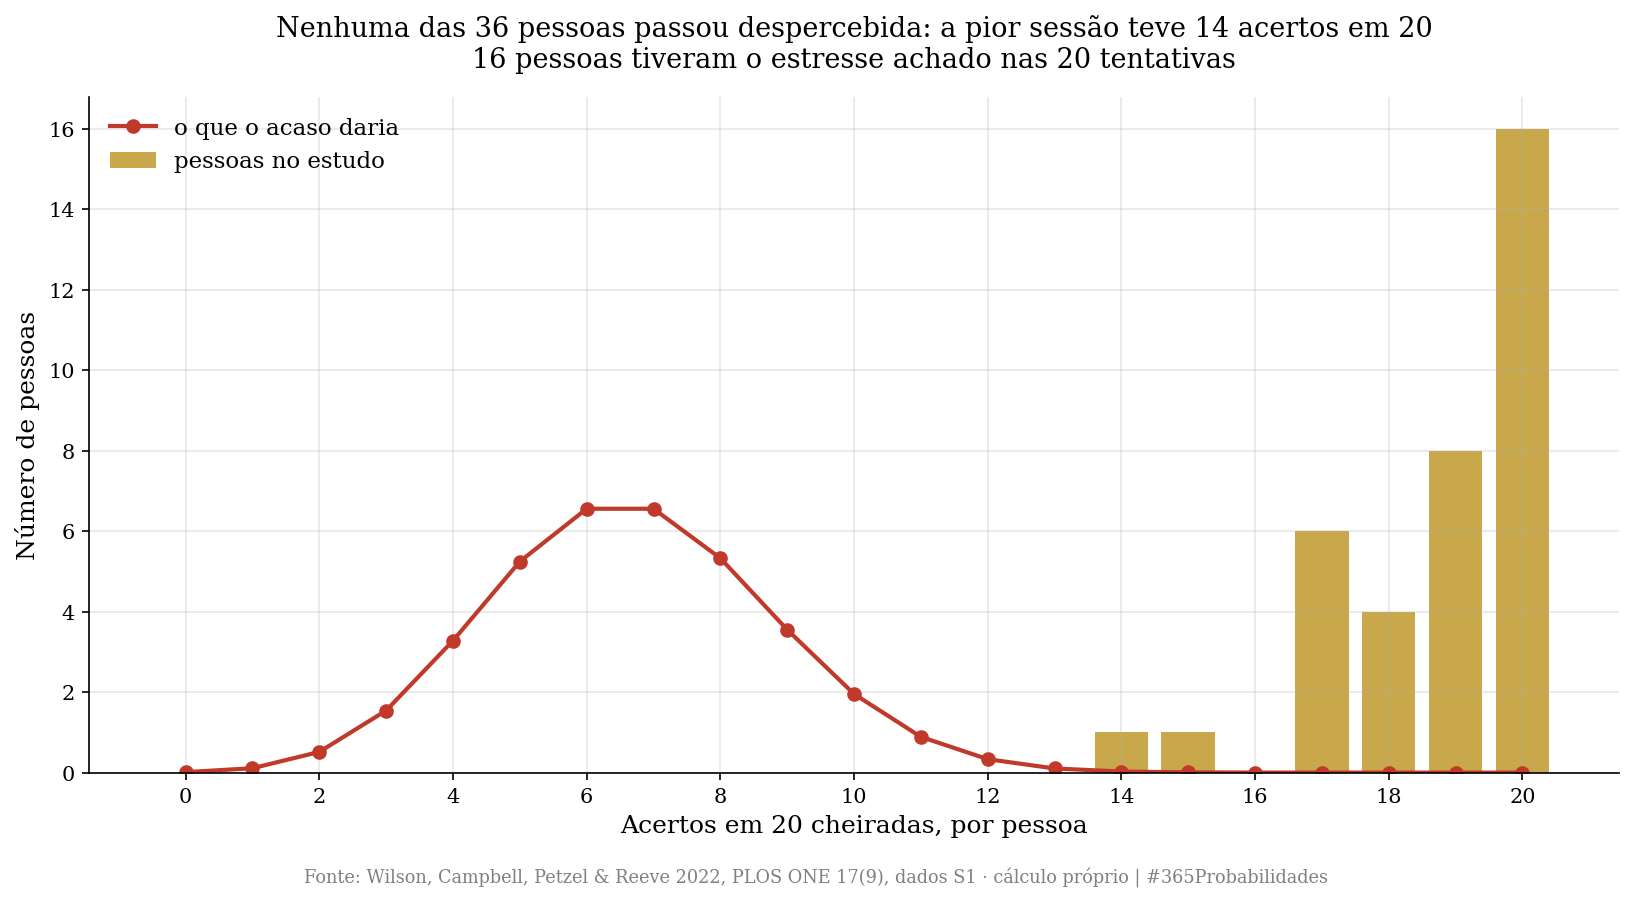 Nenhuma das 36 pessoas passou despercebida: a pior sessão teve 14 acertos em 20
16 pessoas tiveram o estresse achado nas 20 tentativas
o que o acaso daria
pessoas no estudo
Número de pessoas
16
14
12
10
8
6
4
2
0
0 2 4 6 8 10 12 14 16 18 20
Acertos em 20 cheiradas, por pessoa
Fonte: Wilson, Campbell, Petzel & Reeve 2022, PLOS ONE 17(9), dados S1 · cálculo próprio | #365Probabilidades